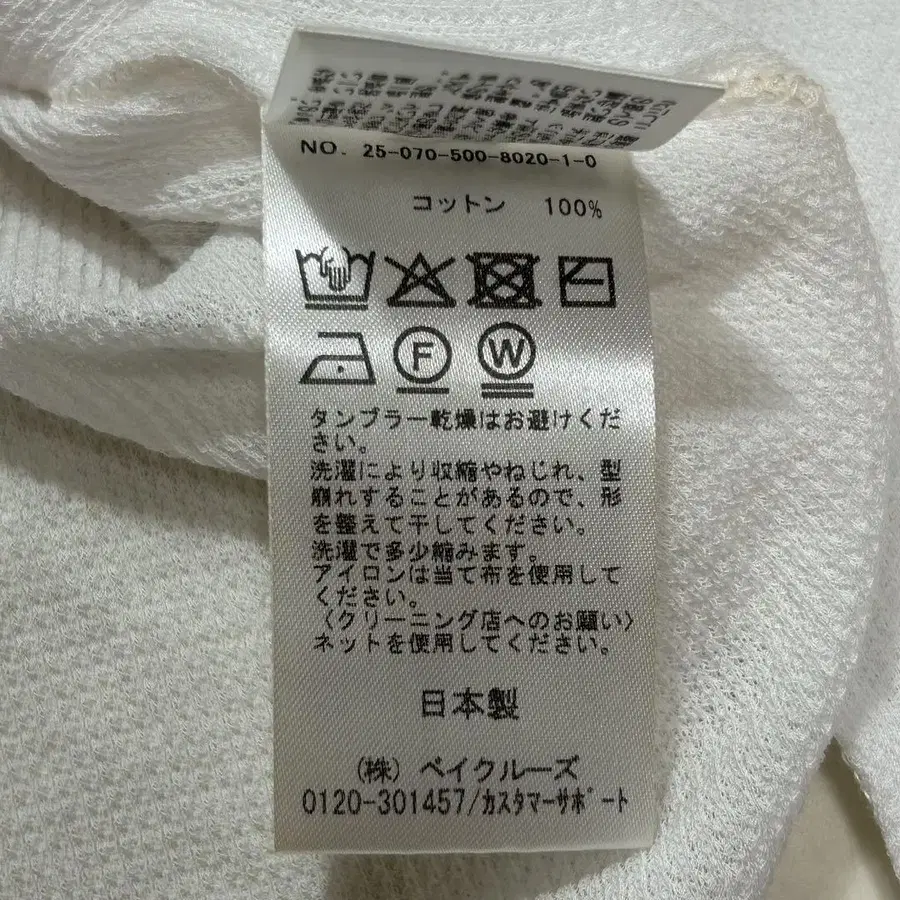 NO. 25-070-500-8020-1-0
コットン 100%
F W
タンブラー乾燥はお避けくだ
さい。
洗濯により収縮やねじれ、型
崩れすることがあるので、形
を整えて干してください。
洗濯で多少縮みます。
アイロンは当て布を使用して
ください。
〈クリーニング店へのお願い〉
ネットを使用してください。
日本製
(株) ベイクルーズ
0120-301457/カスタマーサポート